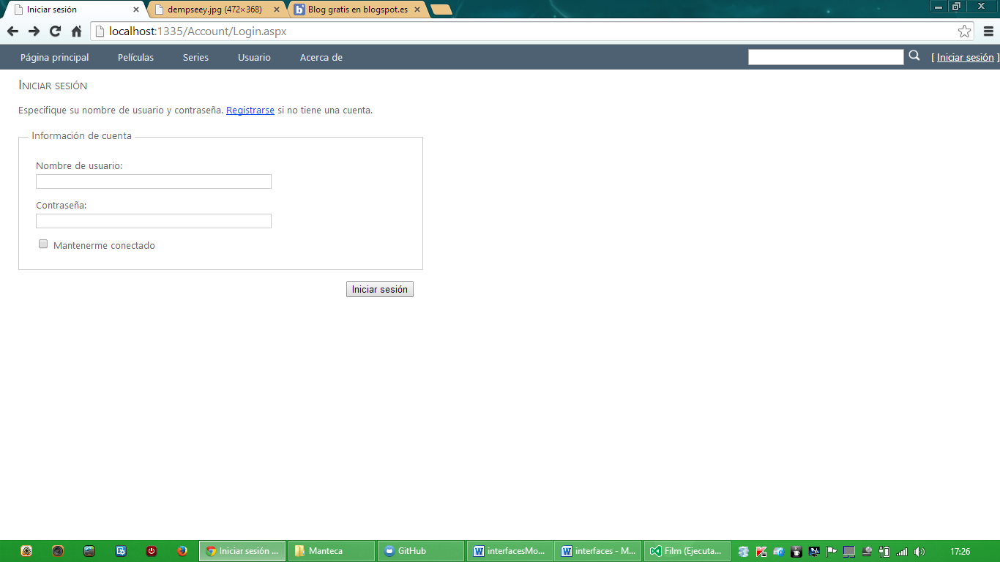 Iniciar sesión
dempseey.jpg (472×368)
Blog gratis en blogspot.es
localhost:1335/Account/Login.aspx
Página principal Películas Series Usuario Acerca de [ Iniciar sesión ]
INICIAR SESIÓN
Especifique su nombre de usuario y contraseña. Registrarse si no tiene una cuenta.
Información de cuenta
Nombre de usuario:
Contraseña:
Mantenerme conectado
Iniciar sesión
Iniciar sesión ... Manteca GitHub interfacesMo... interfaces - M... Film (Ejecuta... 17:26